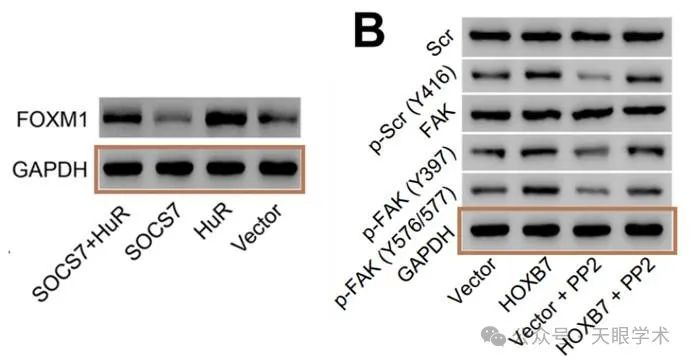 FOXM1
GAPDH
SOCS7+HuR
SOCS7
HuR
Vector
B
Scr
p-Scr (Y416)
FAK
p-FAK (Y397)
p-FAK (Y576/577)
GAPDH
Vector
HOXB7
Vector + PP2
HOXB7 + PP2
公众号 · 天眼学术